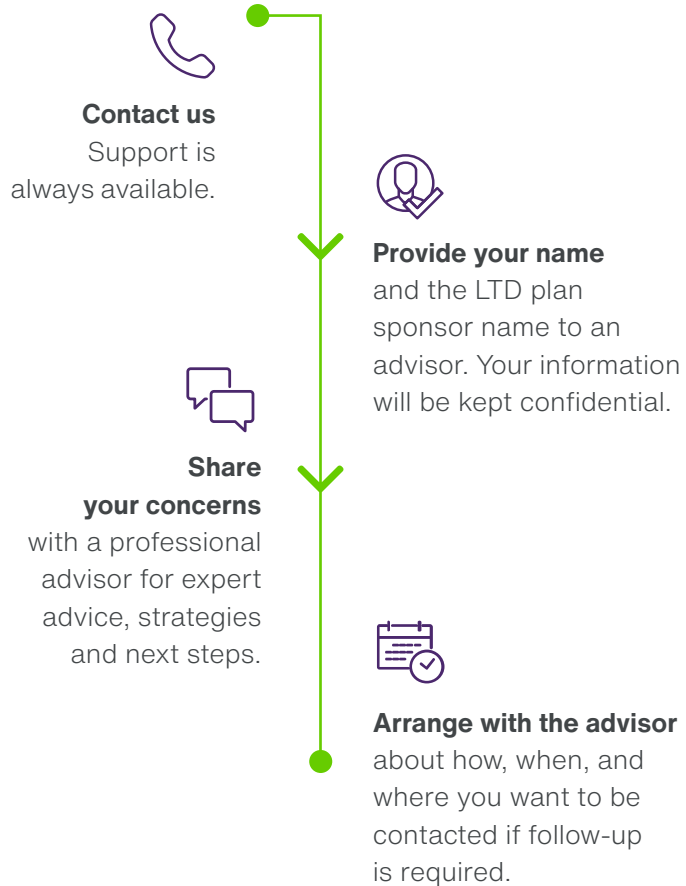 Contact us
Support is
always available.
Provide your name
and the LTD plan
sponsor name to an
advisor. Your information
will be kept confidential.
Share
your concerns
with a professional
advisor for expert
advice, strategies
and next steps.
Arrange with the advisor
about how, when, and
where you want to be
contacted if follow-up
is required.